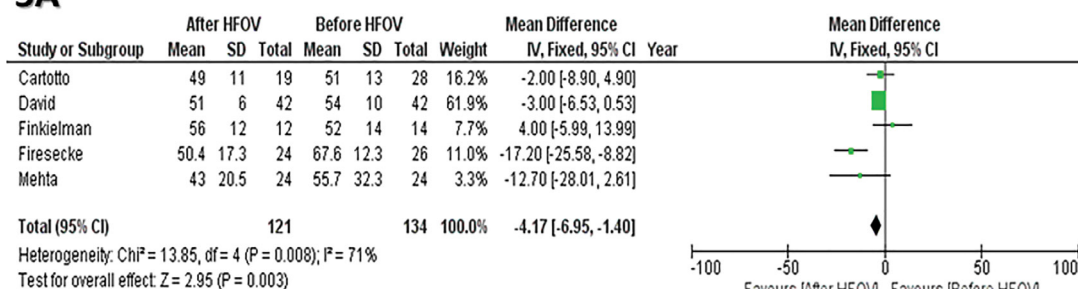 3A
After HFOV Before HFOV Mean Difference Mean Difference
Study or Subgroup Mean SD Total Mean SD Total Weight IV, Fixed, 95% CI Year IV, Fixed, 95% CI
Cartotto 49 11 19 51 13 28 16.2% -2.00 [-8.90, 4.90]
David 51 6 42 54 10 42 61.9% -3.00 [-6.53, 0.53]
Finkielman 56 12 12 52 14 14 7.7% 4.00 [-5.99, 13.99]
Firesecke 50.4 17.3 24 67.6 12.3 26 11.0% -17.20 [-25.58, -8.82]
Mehta 43 20.5 24 55.7 32.3 24 3.3% -12.70 [-28.01, 2.61]
Total (95% CI) 121 134 100.0% -4.17 [-6.95, -1.40]
Heterogeneity: Chi² = 13.85, df = 4 (P = 0.008); I² = 71%
Test for overall effect: Z = 2.95 (P = 0.003)
-100 -50 0 50 100
Favours [After HFOV] Favours [Before HFOV]